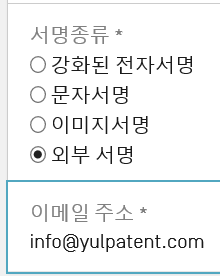 서명종류 *
강화된 전자서명
문자서명
이미지서명
외부 서명
이메일 주소 *
info@yulpatent.com